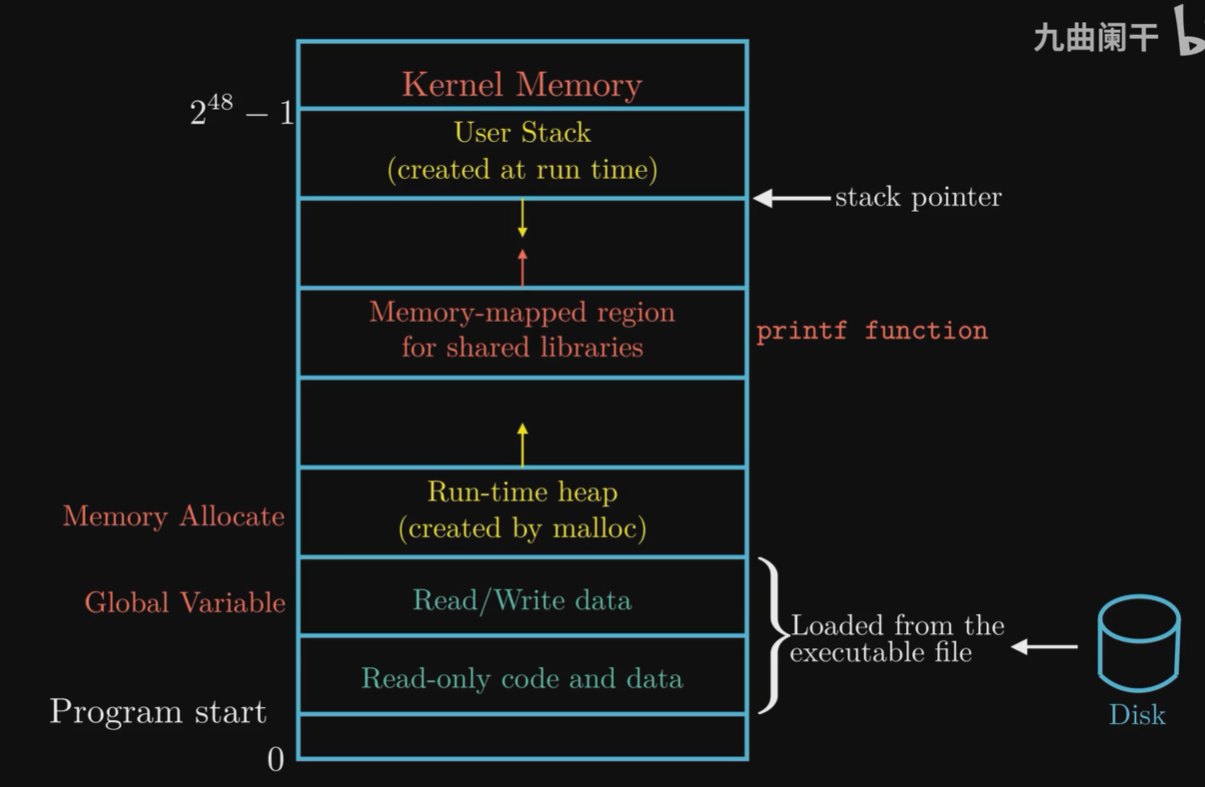 九曲阑干
Kernel Memory
2^48 − 1
User Stack
(created at run time)
stack pointer
Memory-mapped region
for shared libraries
printf function
Run-time heap
(created by malloc)
Memory Allocate
Global Variable
Read/Write data
Loaded from the
executable file
Read-only code and data
Program start
Disk
0